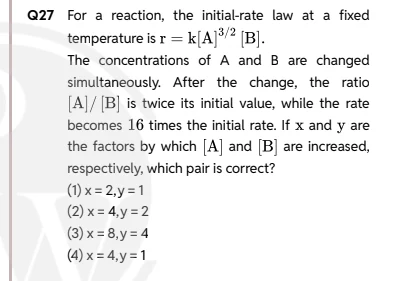 Q27 For a reaction, the initial-rate law at a fixed
temperature is r = k[A]^{3/2} [B].
The concentrations of A and B are changed
simultaneously. After the change, the ratio
[A]/ [B] is twice its initial value, while the rate
becomes 16 times the initial rate. If x and y are
the factors by which [A] and [B] are increased,
respectively, which pair is correct?
(1) x = 2,y = 1
(2) x = 4,y = 2
(3) x = 8,y = 4
(4) x = 4,y = 1